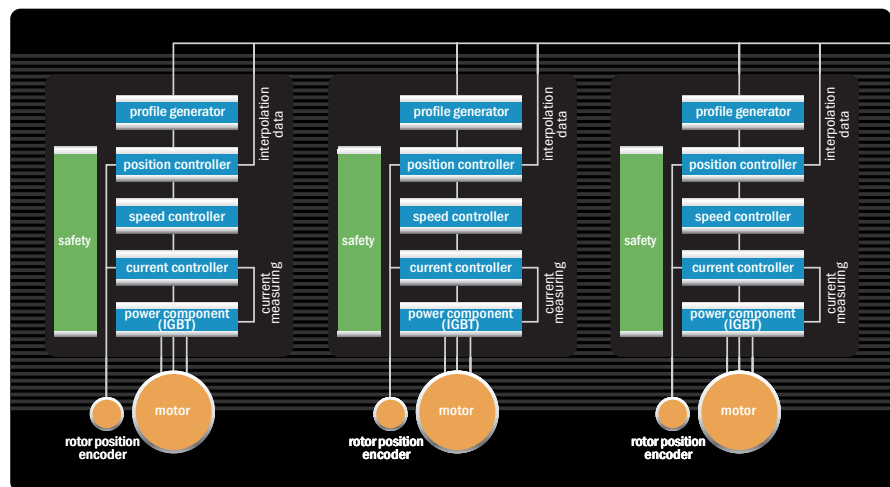 profile generator
interpolation
data
position controller
safety
speed controller
current controller
current
measuring
power component
(IGBT)
motor
rotor position
encoder
profile generator
interpolation
data
position controller
safety
speed controller
current controller
current
measuring
power component
(IGBT)
motor
rotor position
encoder
profile generator
interpolation
data
position controller
safety
speed controller
current controller
current
measuring
power component
(IGBT)
motor
rotor position
encoder